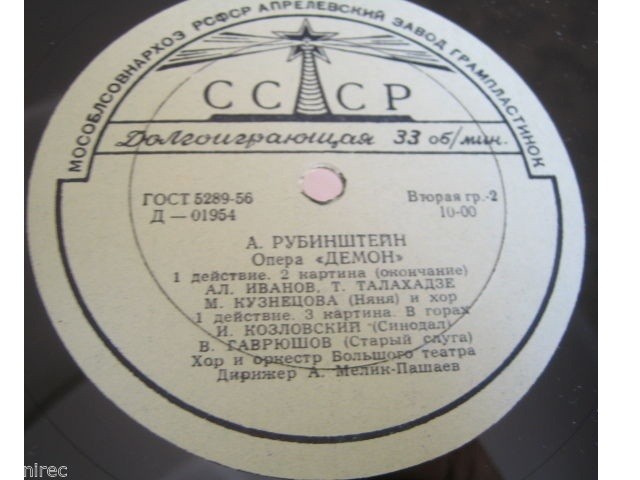 МОСОБЛСОВНАРХОЗ РСФСР АПРЕЛЕВСКИЙ ЗАВОД ГРАМПЛАСТИНОК
СССР
Долгоиграющая 33 об/мин.
ГОСТ 5289-56
Д — 01954
Вторая гр.-2
10-00
А. РУБИНШТЕЙН
Опера «ДЕМОН»
1 действие. 2 картина (окончание)
АЛ. ИВАНОВ, Т. ТАЛАХАДЗЕ
М. КУЗНЕЦОВА (Няня) и хор
1 действие. 3 картина. В горах
И. КОЗЛОВСКИЙ (Синодал)
В. ГАВРЮШОВ (Старый слуга)
Хор и оркестр Большого театра
Дирижер А. Мелик-Пашаев
nirec